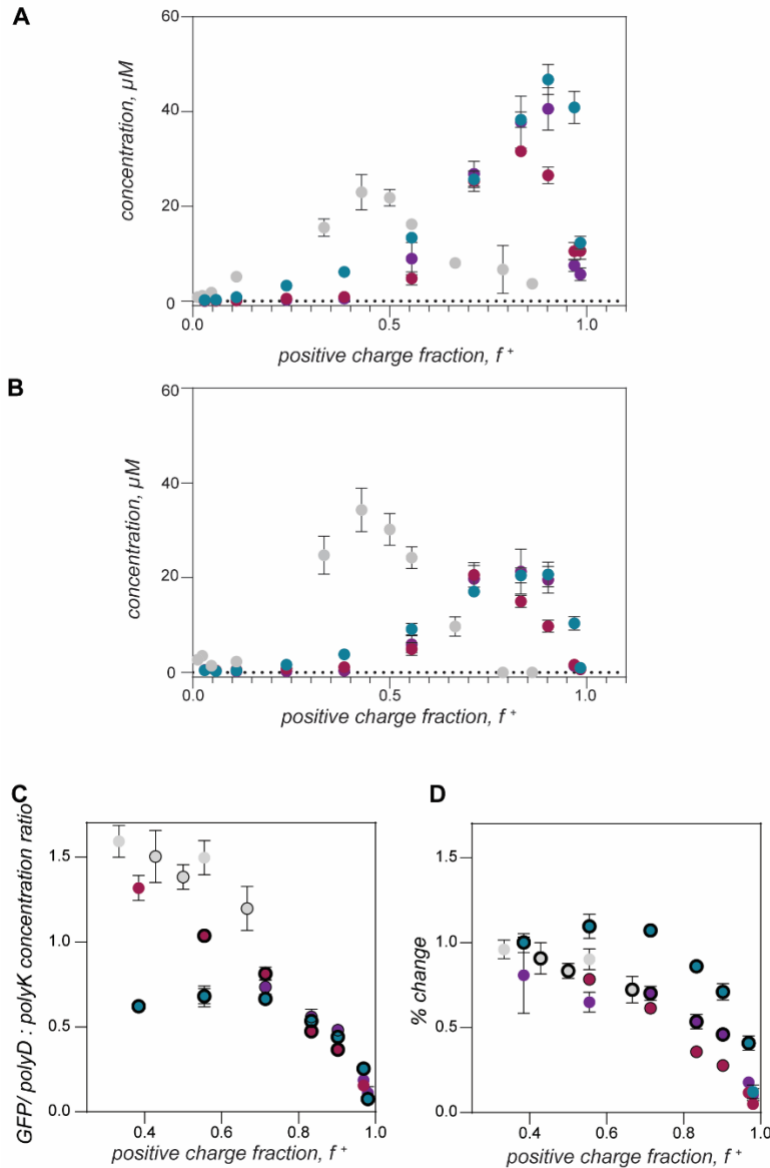 A
60
40
20
0
concentration, µM
0.0 0.5 1.0
positive charge fraction, f +
B
60
40
20
0
concentration, µM
0.0 0.5 1.0
positive charge fraction, f +
C
1.5
1.0
0.5
0.0
GFP/ polyD : polyK concentration ratio
0.4 0.6 0.8 1.0
positive charge fraction, f +
D
1.5
1.0
0.5
0.0
% change
0.4 0.6 0.8 1.0
positive charge fraction, f +